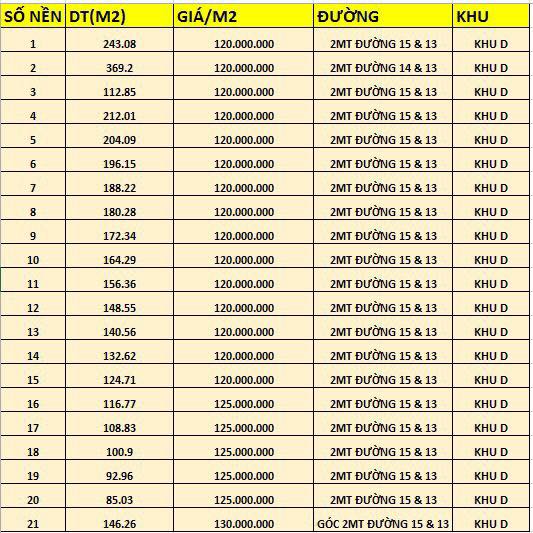 SỐ NỀN DT(M2) GIÁ/M2 ĐƯỜNG KHU
1 243.08 120.000.000 2MT ĐƯỜNG 15 & 13 KHU D
2 369.2 120.000.000 2MT ĐƯỜNG 14 & 13 KHU D
3 112.85 120.000.000 2MT ĐƯỜNG 15 & 13 KHU D
4 212.01 120.000.000 2MT ĐƯỜNG 15 & 13 KHU D
5 204.09 120.000.000 2MT ĐƯỜNG 15 & 13 KHU D
6 196.15 120.000.000 2MT ĐƯỜNG 15 & 13 KHU D
7 188.22 120.000.000 2MT ĐƯỜNG 15 & 13 KHU D
8 180.28 120.000.000 2MT ĐƯỜNG 15 & 13 KHU D
9 172.34 120.000.000 2MT ĐƯỜNG 15 & 13 KHU D
10 164.29 120.000.000 2MT ĐƯỜNG 15 & 13 KHU D
11 156.36 120.000.000 2MT ĐƯỜNG 15 & 13 KHU D
12 148.55 120.000.000 2MT ĐƯỜNG 15 & 13 KHU D
13 140.56 120.000.000 2MT ĐƯỜNG 15 & 13 KHU D
14 132.62 120.000.000 2MT ĐƯỜNG 15 & 13 KHU D
15 124.71 120.000.000 2MT ĐƯỜNG 15 & 13 KHU D
16 116.77 125.000.000 2MT ĐƯỜNG 15 & 13 KHU D
17 108.83 125.000.000 2MT ĐƯỜNG 15 & 13 KHU D
18 100.9 125.000.000 2MT ĐƯỜNG 15 & 13 KHU D
19 92.96 125.000.000 2MT ĐƯỜNG 15 & 13 KHU D
20 85.03 125.000.000 2MT ĐƯỜNG 15 & 13 KHU D
21 146.26 130.000.000 GÓC 2MT ĐƯỜNG 15 & 13 KHU D